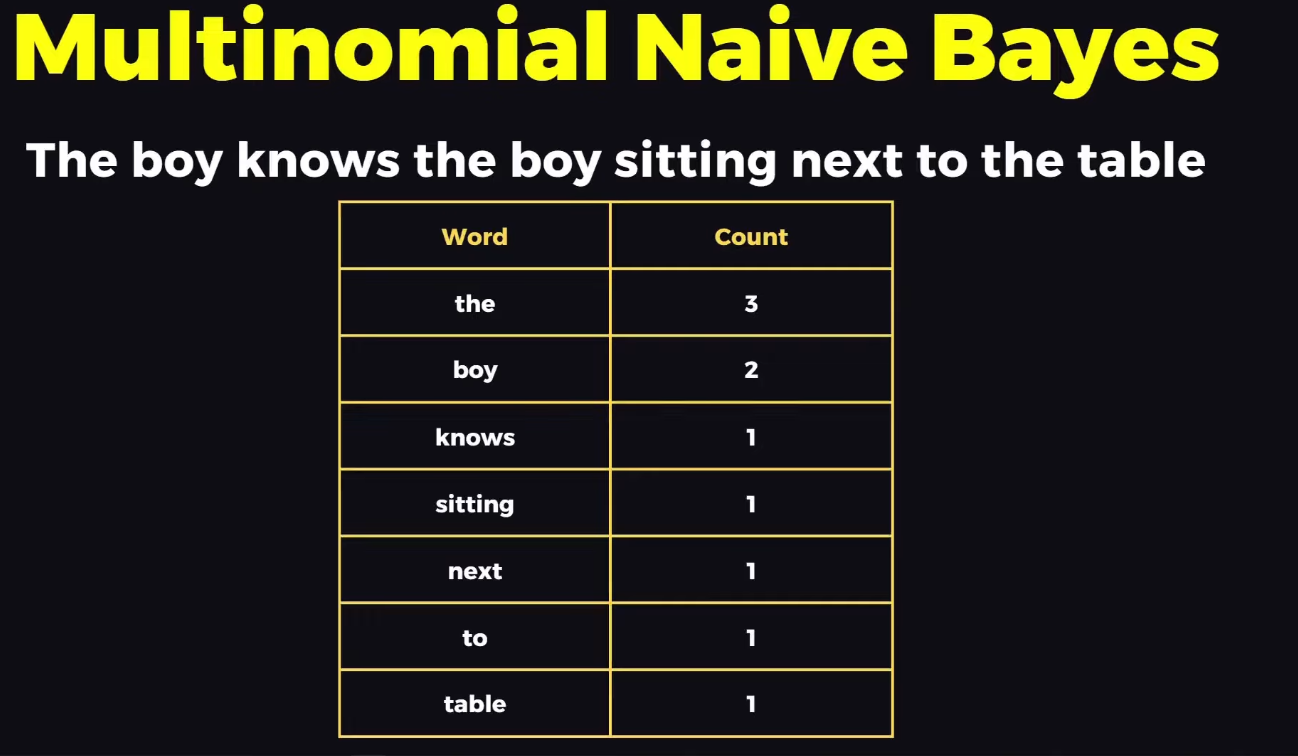 Multinomial Naive Bayes
The boy knows the boy sitting next to the table
Word Count
the 3
boy 2
knows 1
sitting 1
next 1
to 1
table 1